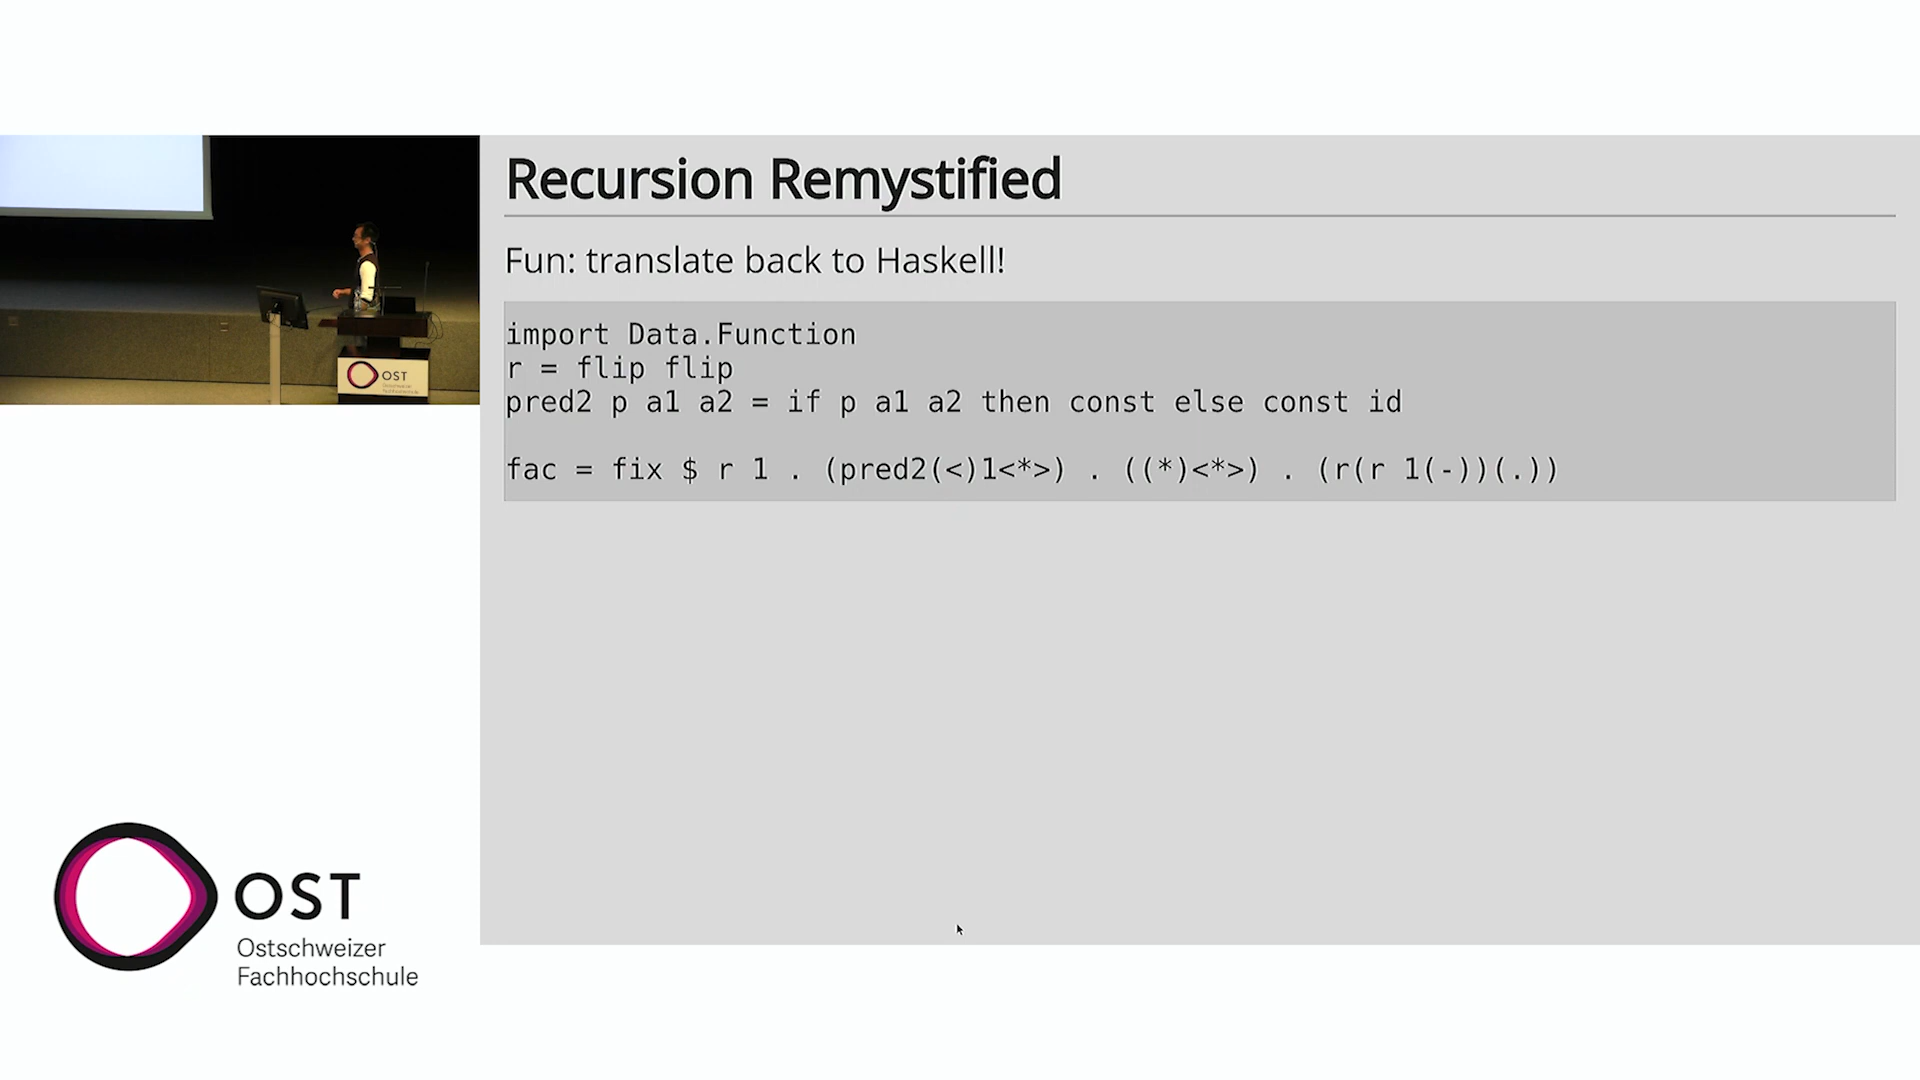 Recursion Remystified
Fun: translate back to Haskell!
import Data.Function
r = flip flip
pred2 p a1 a2 = if p a1 a2 then const else const id
fac = fix $ r 1 . (pred2(<)1<*>) . ((*)<*>) . (r(r 1(-))(.))
OST
OST
Ostschweizer
Fachhochschule